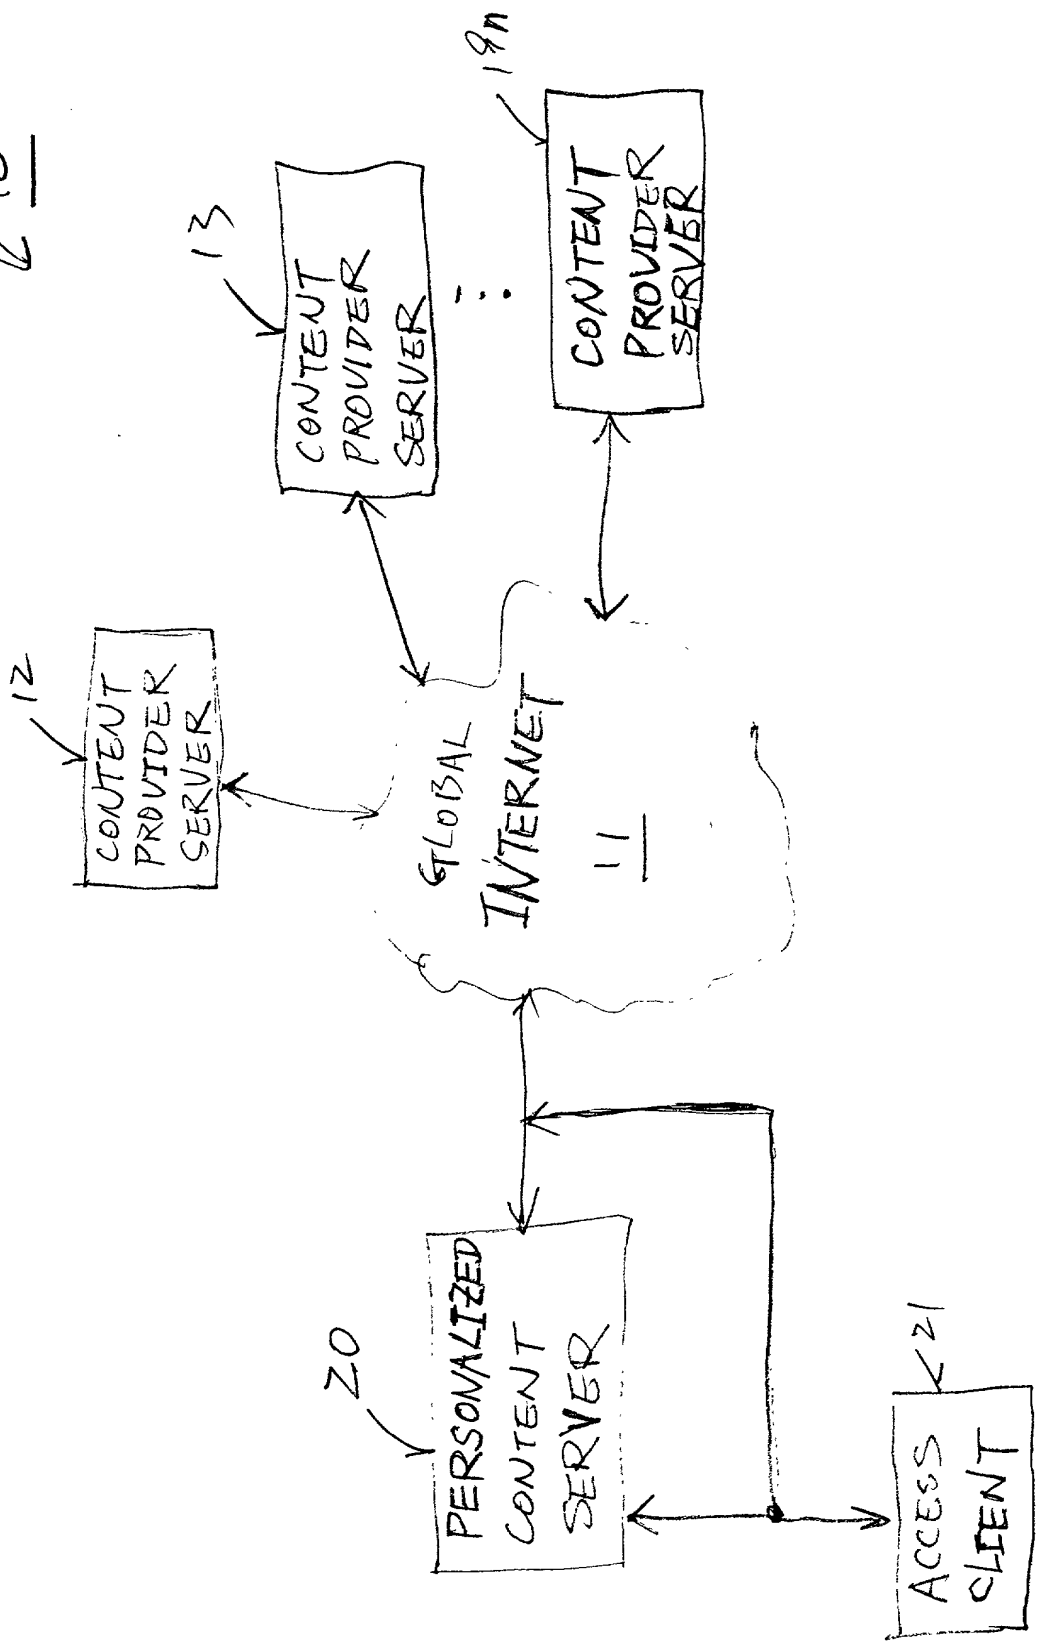 12
CONTENT
PROVIDER
SERVER
13
CONTENT
PROVIDER
SERVER
...
19n
CONTENT
PROVIDER
SERVER
GLOBAL
INTERNET
11
20
PERSONALIZED
CONTENT
SERVER
21
ACCESS
CLIENT